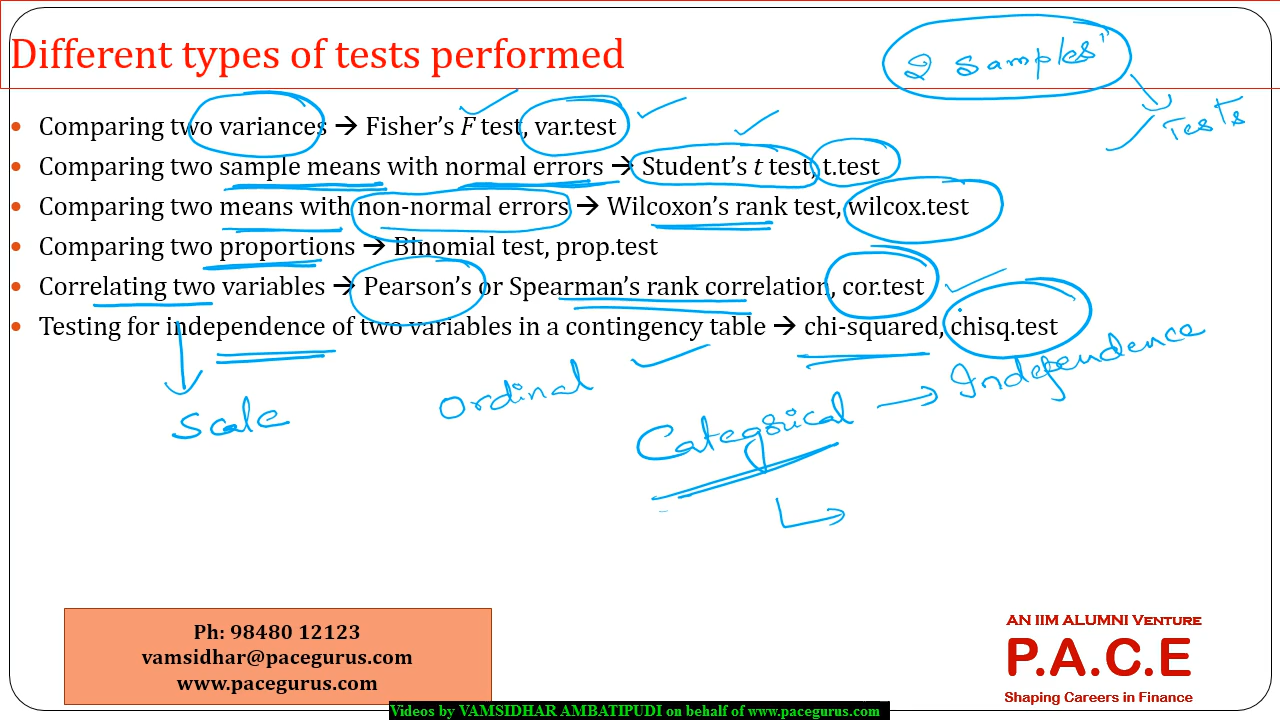 Different types of tests performed
2 Samples"
Tests
• Comparing two variances → Fisher's F test, var.test
• Comparing two sample means with normal errors → Student's t test, t.test
• Comparing two means with non-normal errors → Wilcoxon's rank test, wilcox.test
• Comparing two proportions → Binomial test, prop.test
• Correlating two variables → Pearson's or Spearman's rank correlation, cor.test
• Testing for independence of two variables in a contingency table → chi-squared, chisq.test
Scale
Ordinal
Categorical → Independence
Ph: 98480 12123
vamsidhar@pacegurus.com
www.pacegurus.com
AN IIM ALUMNI VENTURE
P.A.C.E
Shaping Careers in Finance
Videos by VAMSIDHAR AMBATIPUDI on behalf of www.pacegurus.com